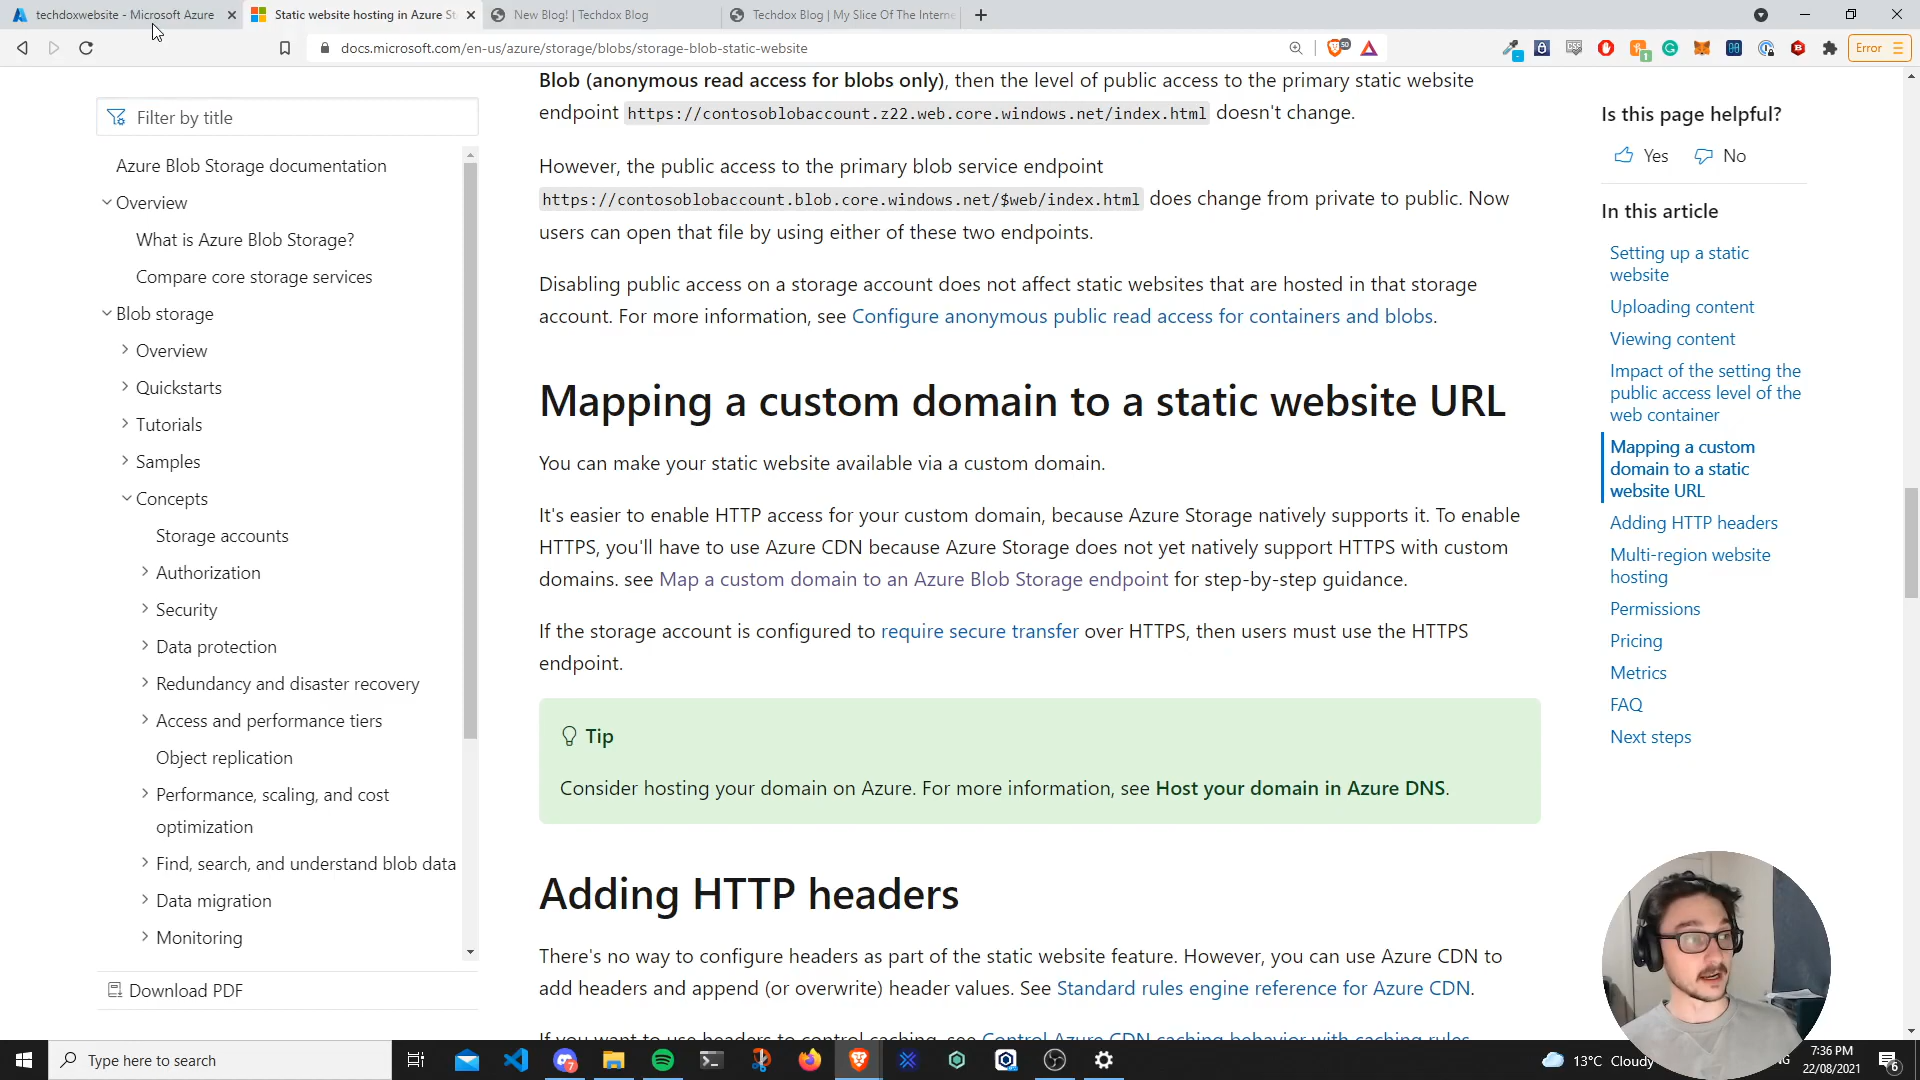 techdoxwebsite - Microsoft Azure
Static website hosting in Azure St
New Blog! | Techdox Blog
Techdox Blog | My Slice Of The Interne
docs.microsoft.com/en-us/azure/storage/blobs/storage-blob-static-website
Error
Filter by title
Azure Blob Storage documentation
Overview
What is Azure Blob Storage?
Compare core storage services
Blob storage
Overview
Quickstarts
Tutorials
Samples
Concepts
Storage accounts
Authorization
Security
Data protection
Redundancy and disaster recovery
Access and performance tiers
Object replication
Performance, scaling, and cost
optimization
Find, search, and understand blob data
Data migration
Monitoring
Download PDF
Blob (anonymous read access for blobs only), then the level of public access to the primary static website
endpoint https://contosoblobaccount.z22.web.core.windows.net/index.html doesn't change.
However, the public access to the primary blob service endpoint
https://contosoblobaccount.blob.core.windows.net/$web/index.html does change from private to public. Now
users can open that file by using either of these two endpoints.
Disabling public access on a storage account does not affect static websites that are hosted in that storage
account. For more information, see Configure anonymous public read access for containers and blobs.
Mapping a custom domain to a static website URL
You can make your static website available via a custom domain.
It's easier to enable HTTP access for your custom domain, because Azure Storage natively supports it. To enable
HTTPS, you'll have to use Azure CDN because Azure Storage does not yet natively support HTTPS with custom
domains. see Map a custom domain to an Azure Blob Storage endpoint for step-by-step guidance.
If the storage account is configured to require secure transfer over HTTPS, then users must use the HTTPS
endpoint.
Tip
Consider hosting your domain on Azure. For more information, see Host your domain in Azure DNS.
Adding HTTP headers
There's no way to configure headers as part of the static website feature. However, you can use Azure CDN to
add headers and append (or overwrite) header values. See Standard rules engine reference for Azure CDN.
If you want to use headers to control caching, see Control Azure CDN caching behavior with caching rules
Is this page helpful?
Yes No
In this article
Setting up a static
website
Uploading content
Viewing content
Impact of the setting the
public access level of the
web container
Mapping a custom
domain to a static
website URL
Adding HTTP headers
Multi-region website
hosting
Permissions
Pricing
Metrics
FAQ
Next steps
Type here to search
13°C Cloudy
7:36 PM
22/08/2021
6